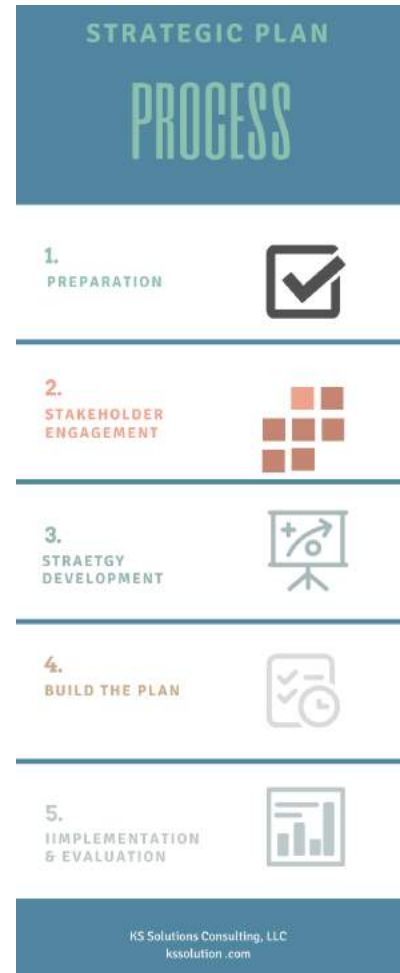 STRATEGIC PLAN
PROCESS
1.
PREPARATION
2.
STAKEHOLDER
ENGAGEMENT
3.
STRAETGY
DEVELOPMENT
4.
BUILD THE PLAN
5.
IIMPLEMENTATION
& EVALUATION
KS Solutions Consulting, LLC
kssolution .com